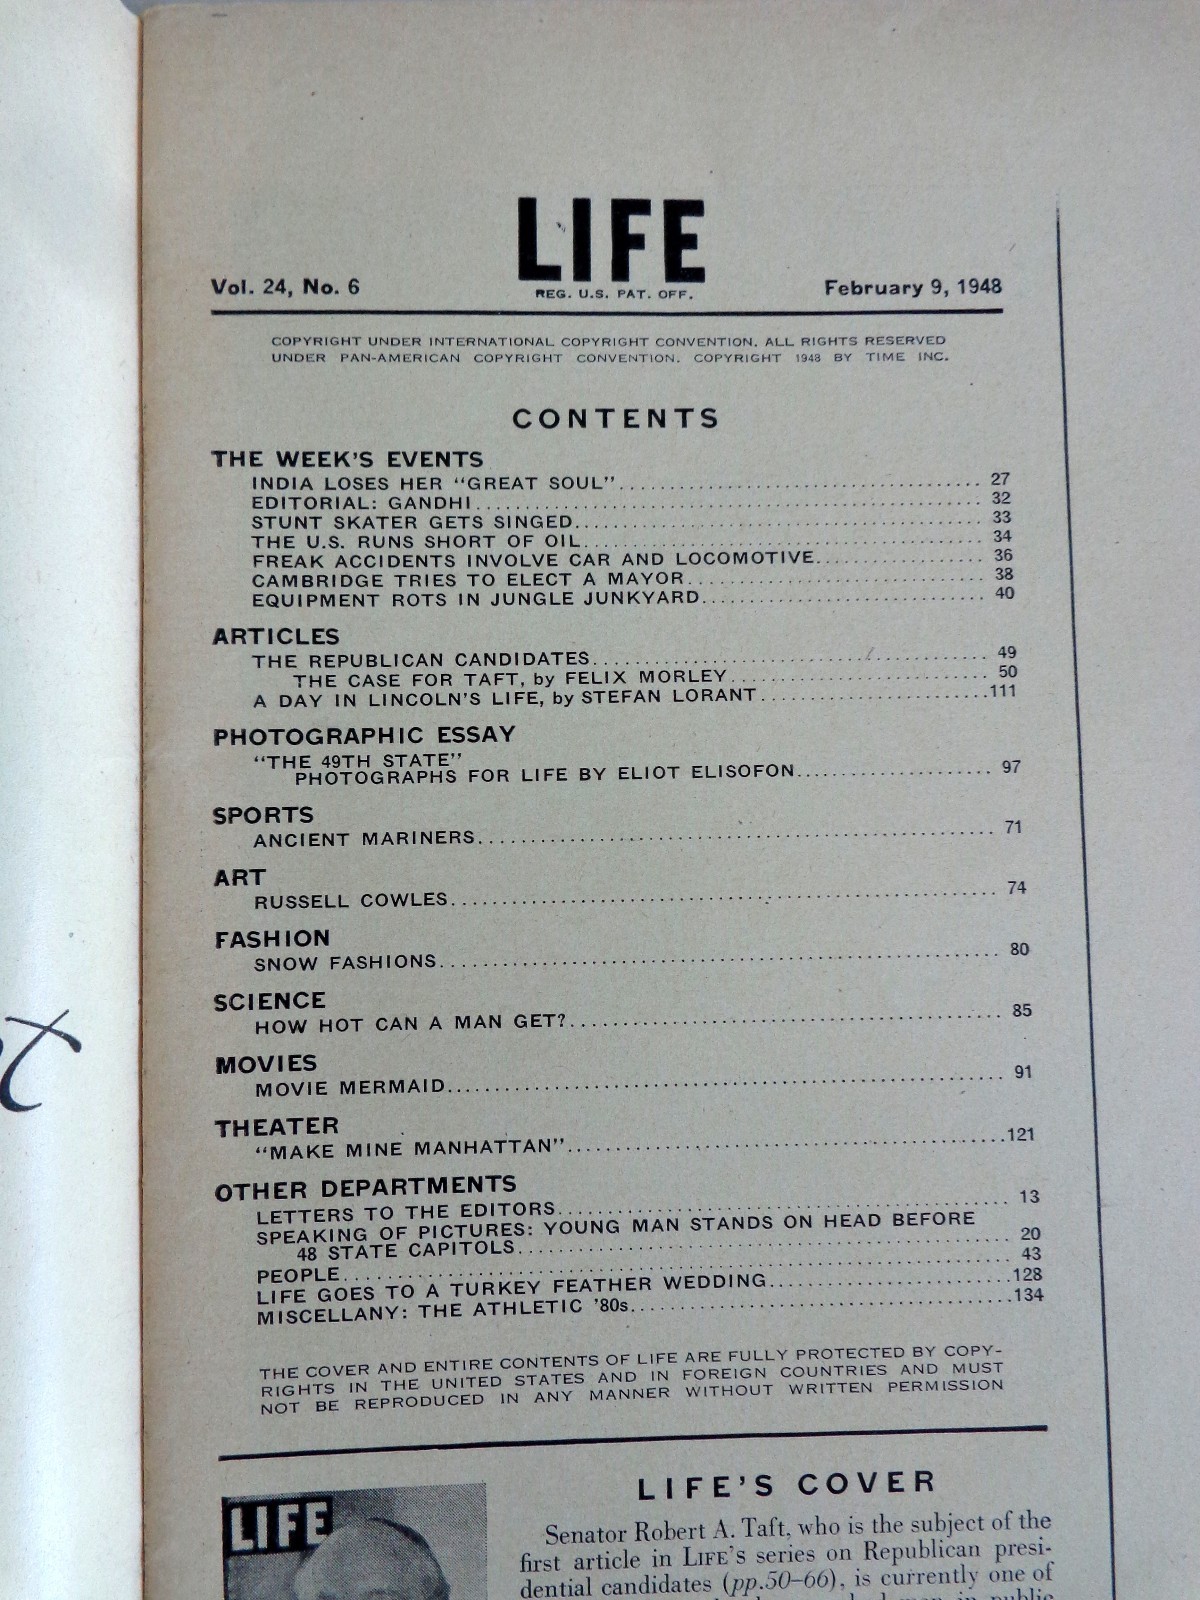 LIFE
REG. U.S. PAT. OFF.
Vol. 24, No. 6
February 9, 1948
COPYRIGHT UNDER INTERNATIONAL COPYRIGHT CONVENTION. ALL RIGHTS RESERVED
UNDER PAN-AMERICAN COPYRIGHT CONVENTION. COPYRIGHT 1948 BY TIME INC.
CONTENTS
THE WEEK'S EVENTS
INDIA LOSES HER "GREAT SOUL" 27
EDITORIAL: GANDHI 32
STUNT SKATER GETS SINGED 33
THE U.S. RUNS SHORT OF OIL 34
FREAK ACCIDENTS INVOLVE CAR AND LOCOMOTIVE 36
CAMBRIDGE TRIES TO ELECT A MAYOR 38
EQUIPMENT ROTS IN JUNGLE JUNKYARD 40
ARTICLES
THE REPUBLICAN CANDIDATES 49
THE CASE FOR TAFT, by FELIX MORLEY 50
A DAY IN LINCOLN'S LIFE, by STEFAN LORANT 111
PHOTOGRAPHIC ESSAY
"THE 49TH STATE"
PHOTOGRAPHS FOR LIFE BY ELIOT ELISOFON 97
SPORTS
ANCIENT MARINERS 71
ART
RUSSELL COWLES 74
FASHION
SNOW FASHIONS 80
SCIENCE
HOW HOT CAN A MAN GET? 85
MOVIES
MOVIE MERMAID 91
THEATER
"MAKE MINE MANHATTAN" 121
OTHER DEPARTMENTS
LETTERS TO THE EDITORS 13
SPEAKING OF PICTURES: YOUNG MAN STANDS ON HEAD BEFORE
48 STATE CAPITOLS 20
PEOPLE 43
LIFE GOES TO A TURKEY FEATHER WEDDING 128
MISCELLANY: THE ATHLETIC '80s 134
THE COVER AND ENTIRE CONTENTS OF LIFE ARE FULLY PROTECTED BY COPY-
RIGHTS IN THE UNITED STATES AND IN FOREIGN COUNTRIES AND MUST
NOT BE REPRODUCED IN ANY MANNER WITHOUT WRITTEN PERMISSION
LIFE
LIFE'S COVER
Senator Robert A. Taft, who is the subject of the
first article in LIFE'S series on Republican presi-
dential candidates (pp.50–66), is currently one of